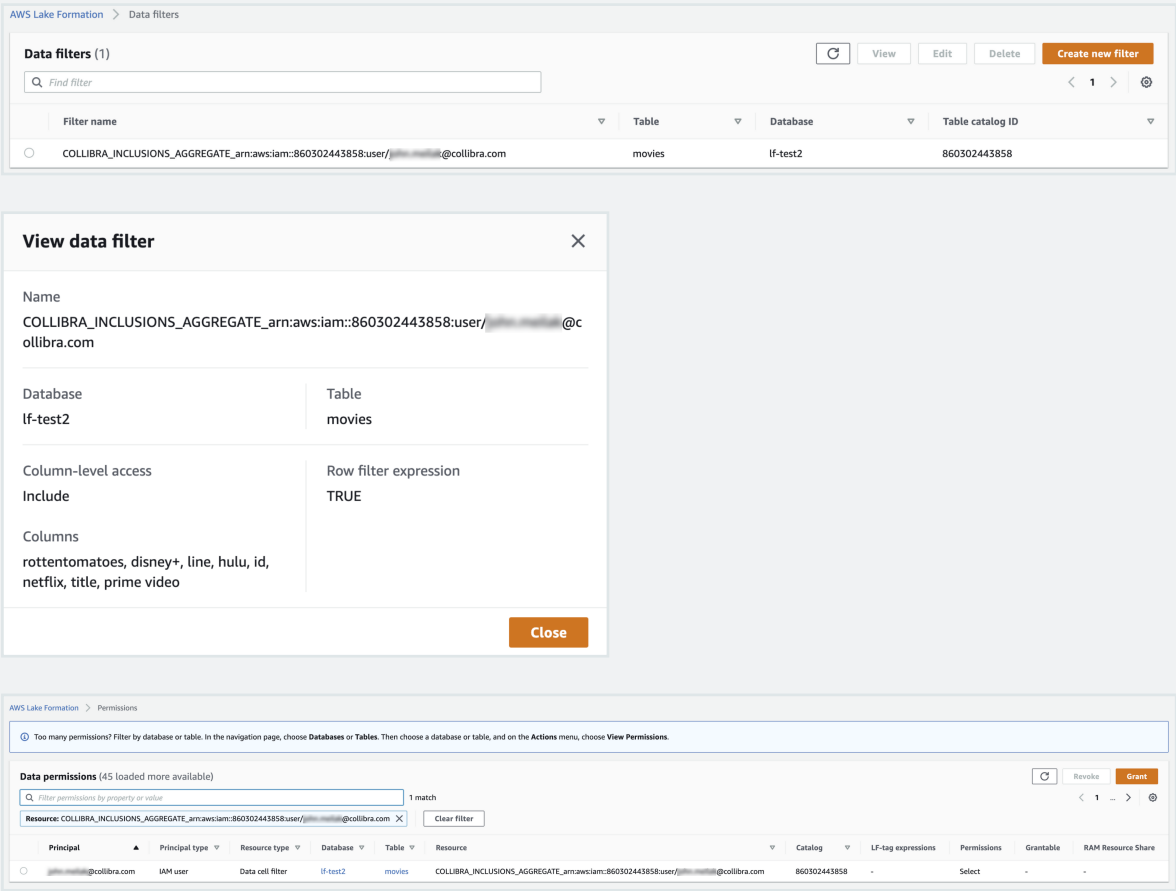 AWS Lake Formation > Data filters
Data filters (1)
View Edit Delete Create new filter
Find filter
1
Filter name Table Database Table catalog ID
COLLIBRA_INCLUSIONS_AGGREGATE_arn:aws:iam::860302443858:user/ @collibra.com movies lf-test2 860302443858
View data filter
Name
COLLIBRA_INCLUSIONS_AGGREGATE_arn:aws:iam::860302443858:user/ @c
ollibra.com
Database Table
lf-test2 movies
Column-level access Row filter expression
Include TRUE
Columns
rottentomatoes, disney+, line, hulu, id,
netflix, title, prime video
Close
AWS Lake Formation > Permissions
Too many permissions? Filter by database or table. In the navigation page, choose Databases or Tables. Then choose a database or table, and on the Actions menu, choose View Permissions.
Data permissions (45 loaded more available)
Revoke Grant
Filter permissions by property or value 1 match
1 ...
Resource: COLLIBRA_INCLUSIONS_AGGREGATE_arn:aws:iam::860302443858:user/ @collibra.com Clear filter
Principal Principal type Resource type Database Table Resource Catalog LF-tag expressions Permissions Grantable RAM Resource Share
@collibra.com IAM user Data cell filter lf-test2 movies COLLIBRA_INCLUSIONS_AGGREGATE_arn:aws:iam::860302443858:user/ @collibra.com 860302443858 - Select - -